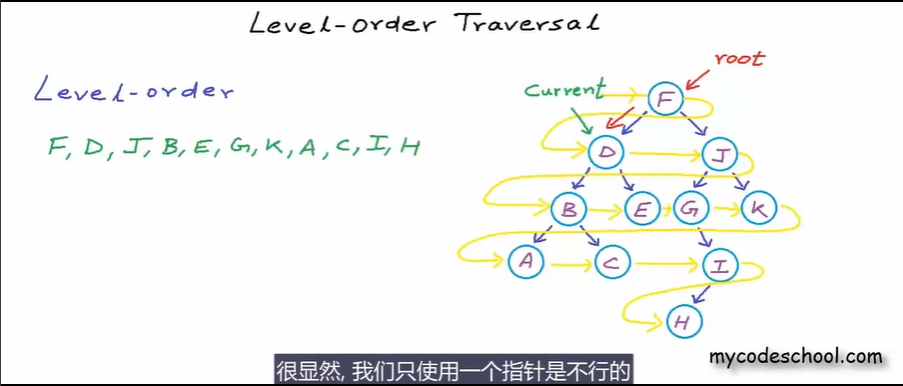 Level-order Traversal
Level-order
F, D, J, B, E, G, K, A, C, I, H
root
Current
F
D
J
B
E
G
K
A
C
I
H
mycodeschool.com
很显然, 我们只使用一个指针是不行的